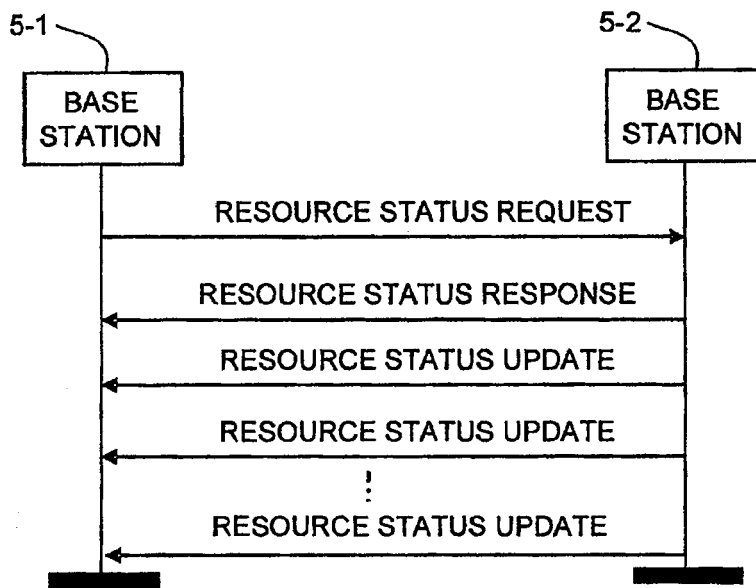 5-1
5-2
BASE
STATION
BASE
STATION
RESOURCE STATUS REQUEST
RESOURCE STATUS RESPONSE
RESOURCE STATUS UPDATE
RESOURCE STATUS UPDATE
RESOURCE STATUS UPDATE